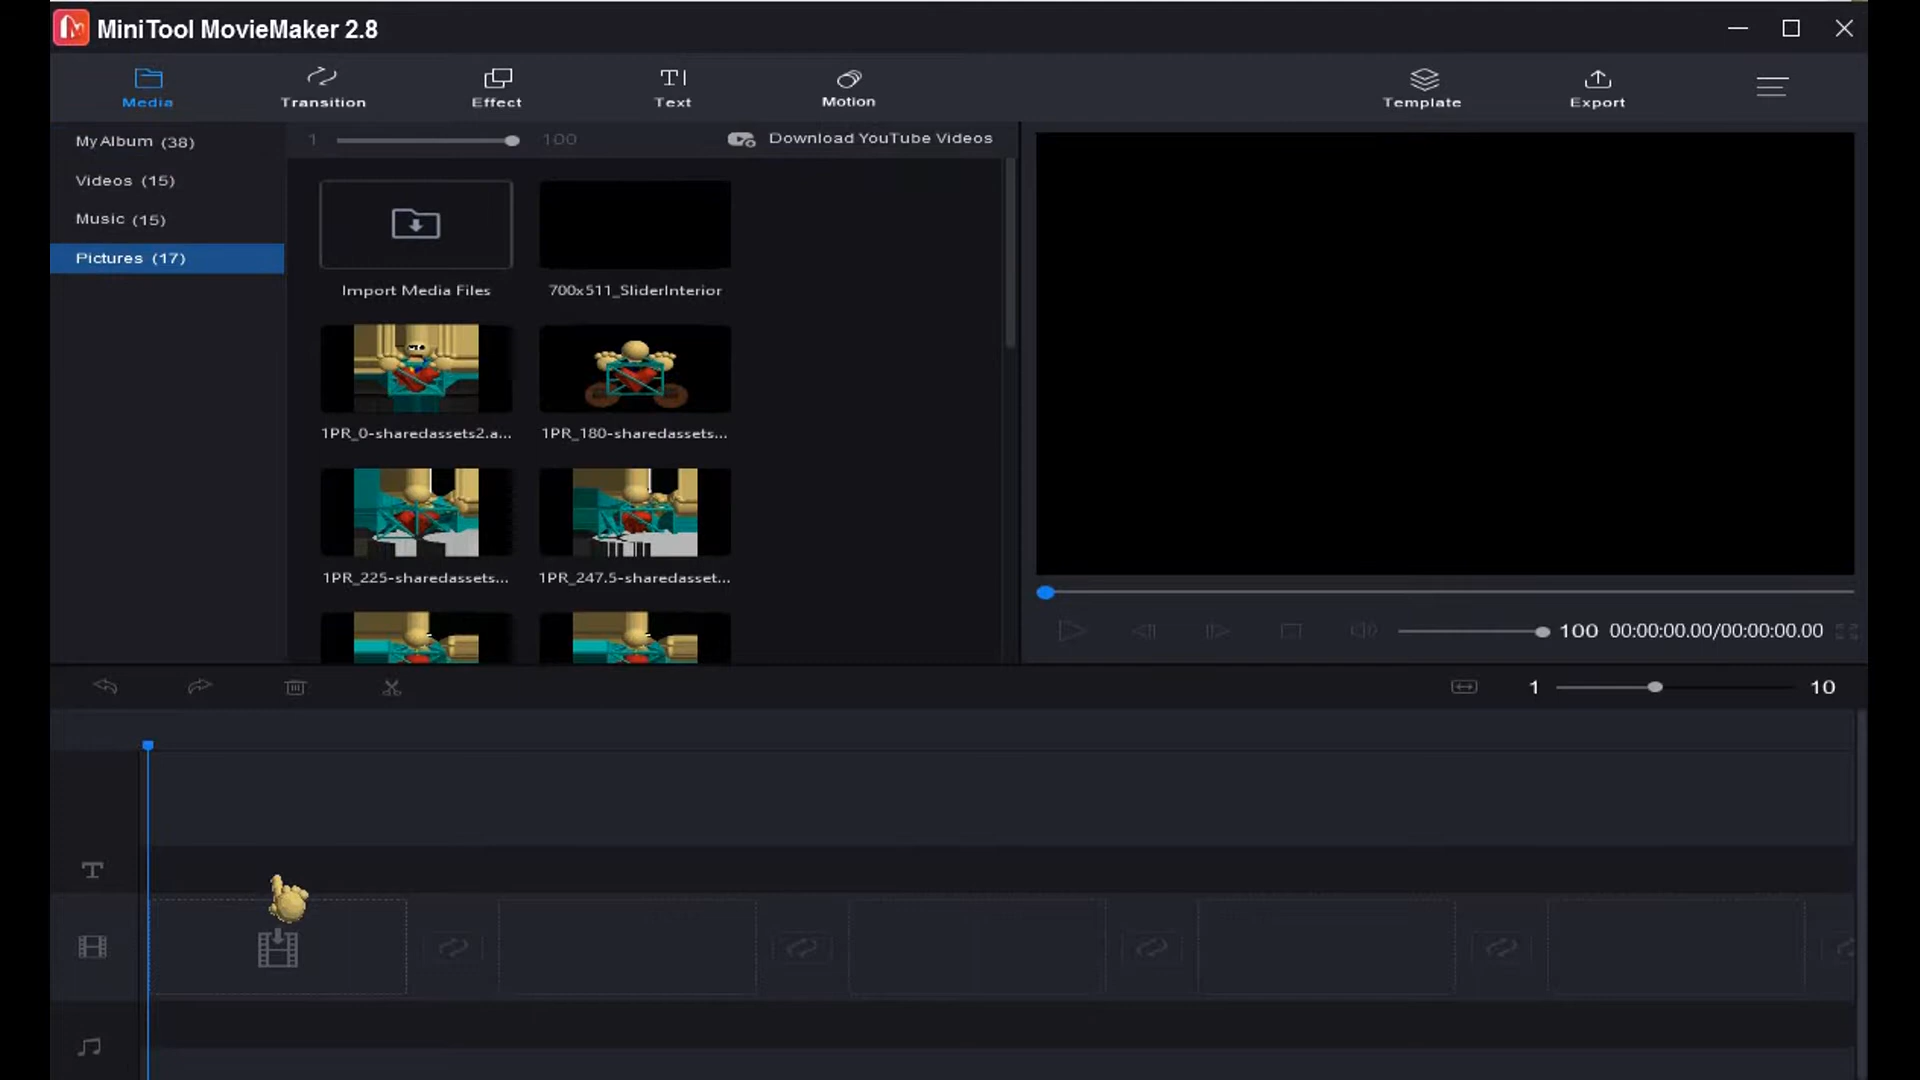 MiniTool MovieMaker 2.8
Media
Transition
Effect
Text
Motion
Template
Export
My Album (38)
Videos (15)
Music (15)
Pictures (17)
1
100
Download YouTube Videos
Import Media Files
700x511_SliderInterior
1PR_0-sharedassets2.a...
1PR_180-sharedassets...
1PR_225-sharedassets...
1PR_247.5-sharedasset...
100
00:00:00.00/00:00:00.00
1
10